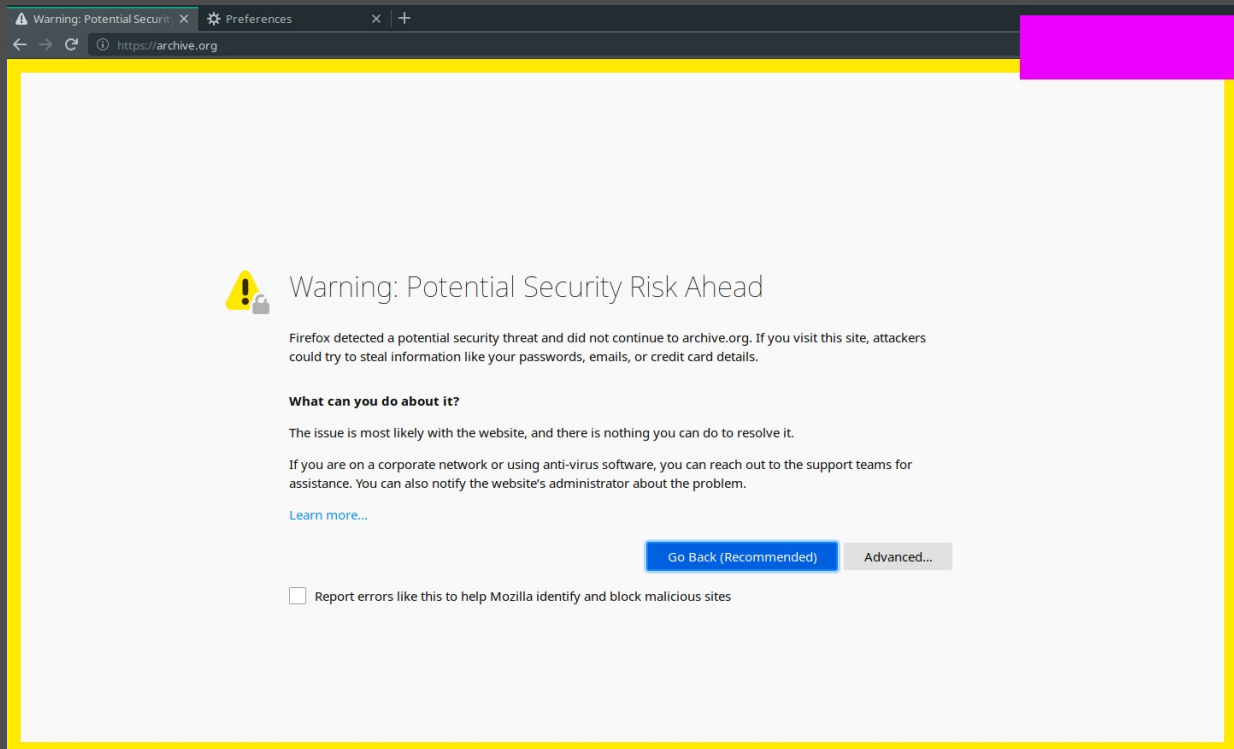 Warning: Potential Securit
Preferences
https://archive.org
Warning: Potential Security Risk Ahead
Firefox detected a potential security threat and did not continue to archive.org. If you visit this site, attackers
could try to steal information like your passwords, emails, or credit card details.
What can you do about it?
The issue is most likely with the website, and there is nothing you can do to resolve it.
If you are on a corporate network or using anti-virus software, you can reach out to the support teams for
assistance. You can also notify the website's administrator about the problem.
Learn more...
Go Back (Recommended)
Advanced...
Report errors like this to help Mozilla identify and block malicious sites